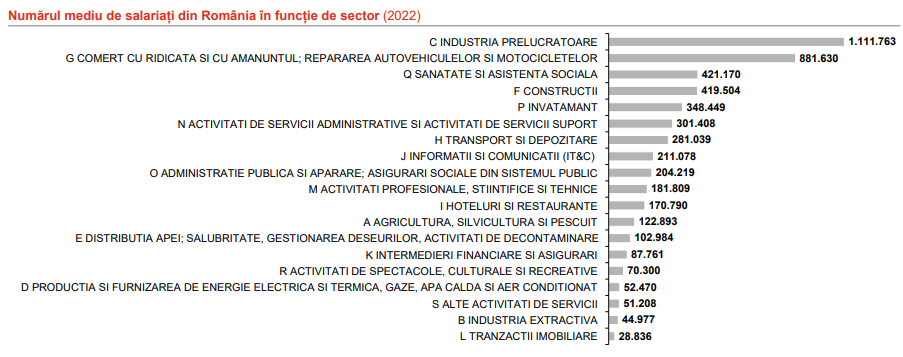 Numărul mediu de salariați din România în funcție de sector (2022)
C INDUSTRIA PRELUCRATOARE 1.111.763
G COMERT CU RIDICATA SI CU AMANUNTUL; REPARAREA AUTOVEHICULELOR SI MOTOCICLETELOR 881.630
Q SANATATE SI ASISTENTA SOCIALA 421.170
F CONSTRUCTII 419.504
P INVATAMANT 348.449
N ACTIVITATI DE SERVICII ADMINISTRATIVE SI ACTIVITATI DE SERVICII SUPORT 301.408
H TRANSPORT SI DEPOZITARE 281.039
J INFORMATII SI COMUNICATII (IT&C) 211.078
O ADMINISTRATIE PUBLICA SI APARARE; ASIGURARI SOCIALE DIN SISTEMUL PUBLIC 204.219
M ACTIVITATI PROFESIONALE, STIINTIFICE SI TEHNICE 181.809
I HOTELURI SI RESTAURANTE 170.790
A AGRICULTURA, SILVICULTURA SI PESCUIT 122.893
E DISTRIBUTIA APEI; SALUBRITATE, GESTIONAREA DESEURILOR, ACTIVITATI DE DECONTAMINARE 102.984
K INTERMEDIERI FINANCIARE SI ASIGURARI 87.761
R ACTIVITATI DE SPECTACOLE, CULTURALE SI RECREATIVE 70.300
D PRODUCTIA SI FURNIZAREA DE ENERGIE ELECTRICA SI TERMICA, GAZE, APA CALDA SI AER CONDITIONAT 52.470
S ALTE ACTIVITATI DE SERVICII 51.208
B INDUSTRIA EXTRACTIVA 44.977
L TRANZACTII IMOBILIARE 28.836